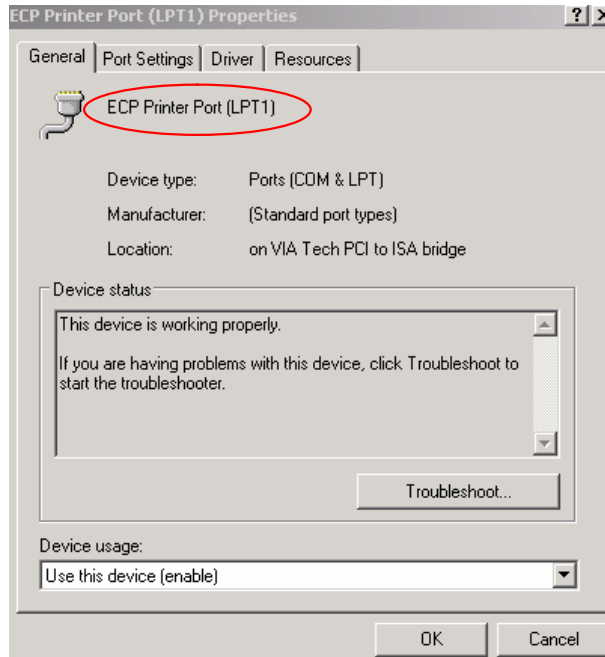 ECP Printer Port (LPT1) Properties
General Port Settings Driver Resources
ECP Printer Port (LPT1)
Device type: Ports (COM & LPT)
Manufacturer: (Standard port types)
Location: on VIA Tech PCI to ISA bridge
Device status
This device is working properly.
If you are having problems with this device, click Troubleshoot to
start the troubleshooter.
Troubleshoot...
Device usage:
Use this device (enable)
OK Cancel